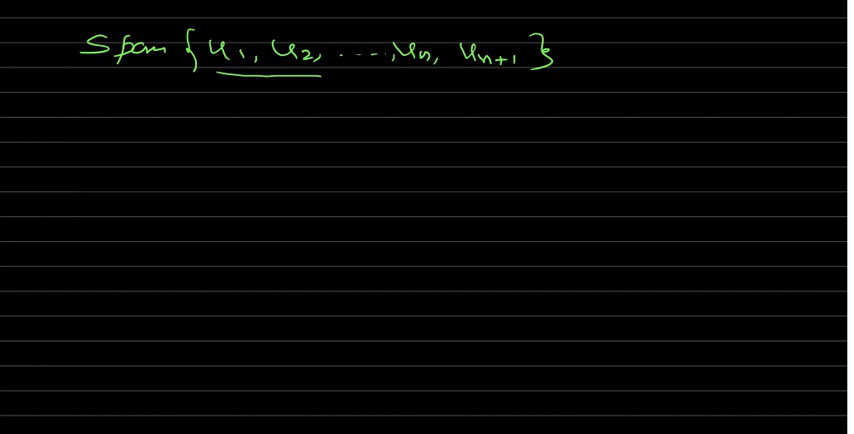 Span {u₁, u₂, ....., uₙ, uₙ₊₁}